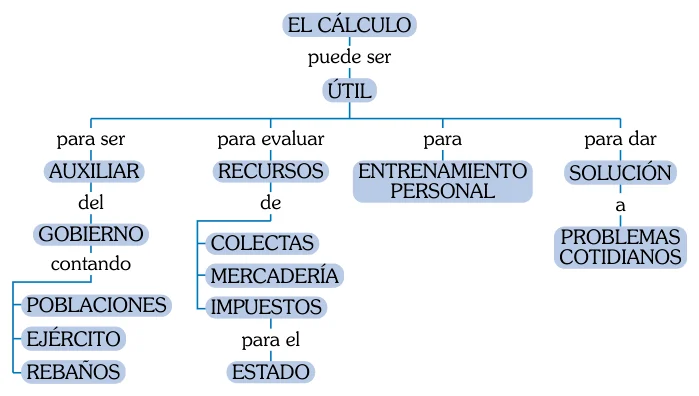 EL CÁLCULO
puede ser
ÚTIL
para ser
AUXILIAR
del
GOBIERNO
contando
POBLACIONES
EJÉRCITO
REBAÑOS
para evaluar
RECURSOS
de
COLECTAS
MERCADERÍA
IMPUESTOS
para el
ESTADO
para
ENTRENAMIENTO
PERSONAL
para dar
SOLUCIÓN
a
PROBLEMAS
COTIDIANOS